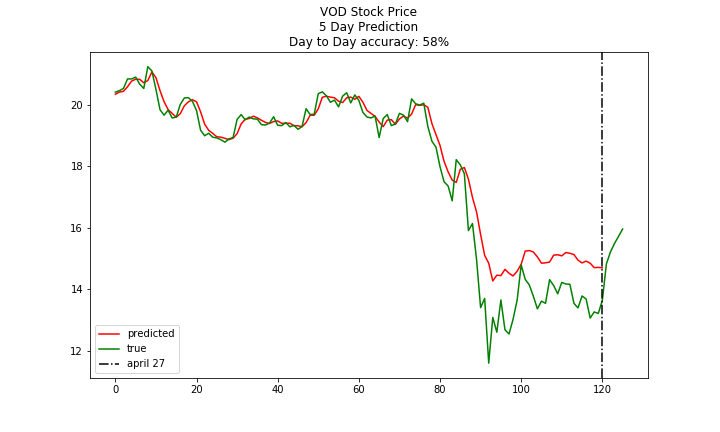 VOD Stock Price
5 Day Prediction
Day to Day accuracy: 58%
20
18
16
14
12
predicted
true
april 27
0 20 40 60 80 100 120